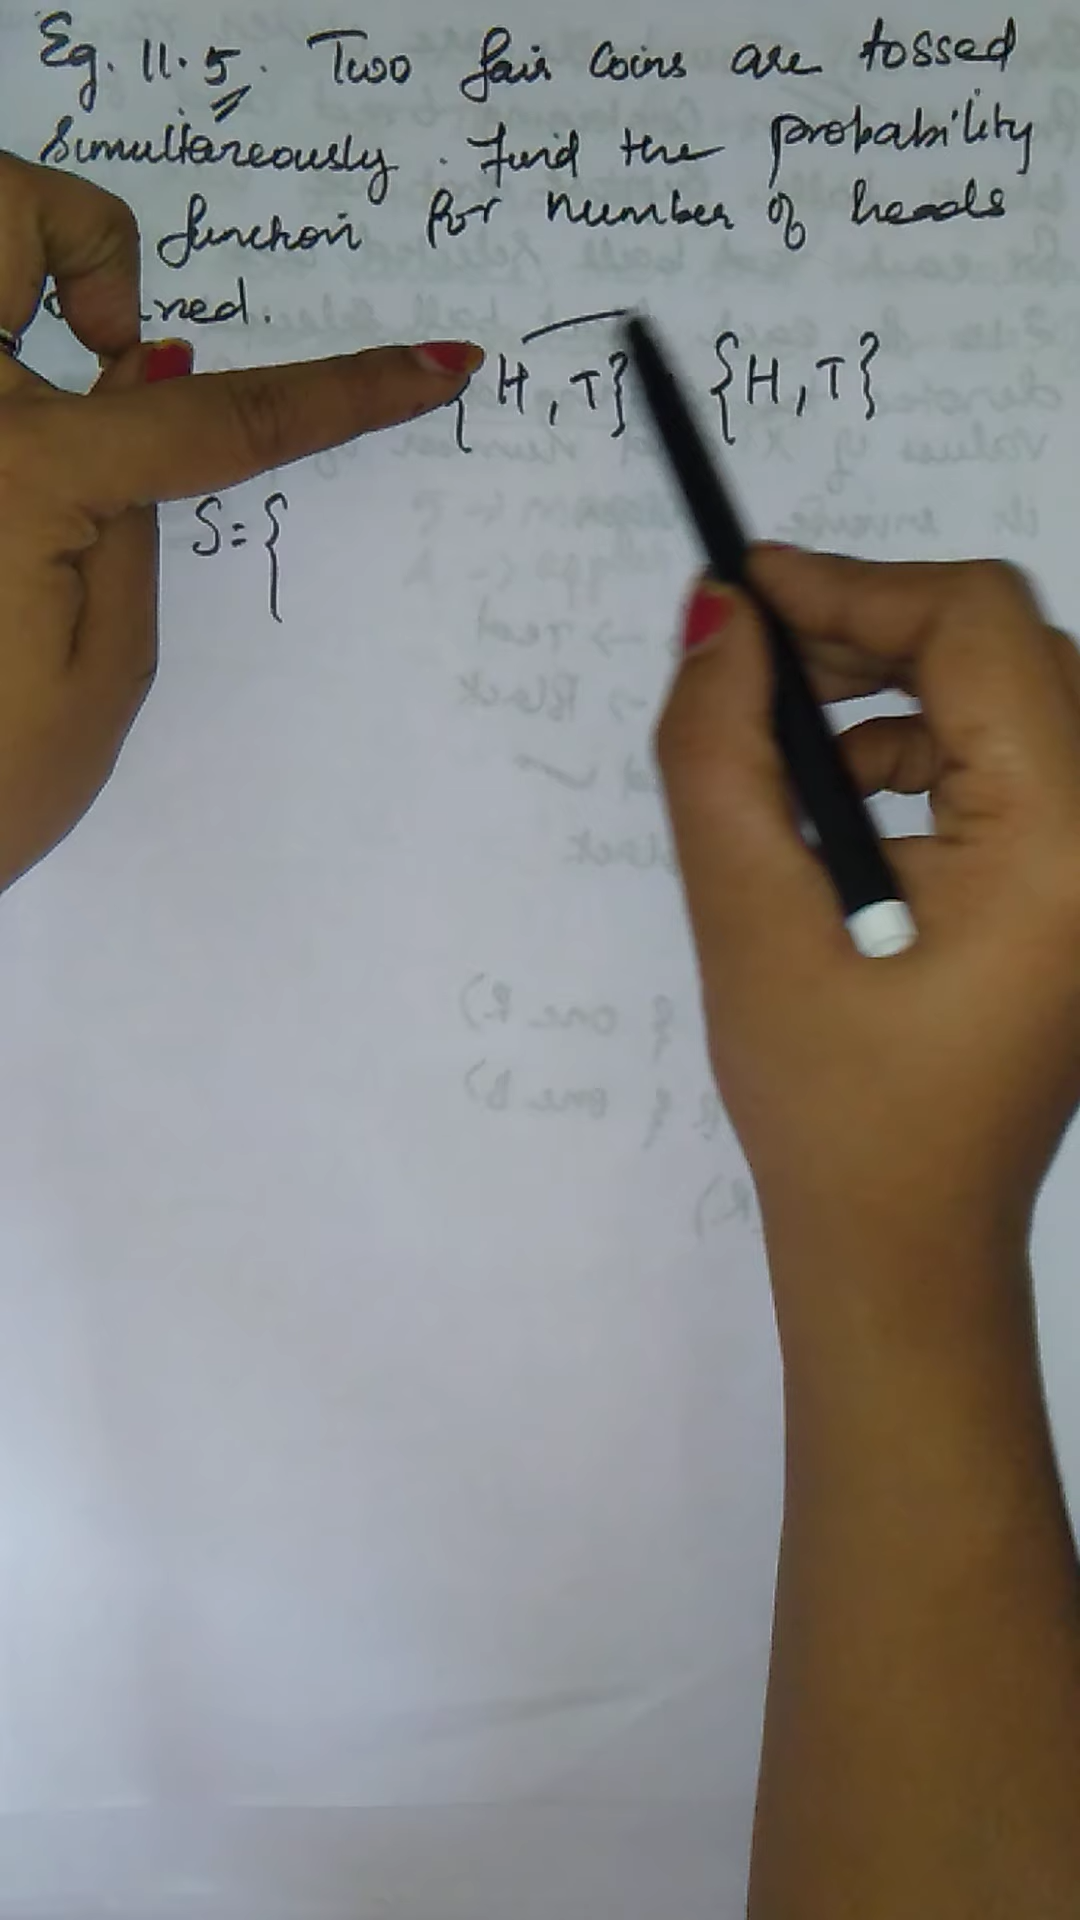 Eg. 11.5. Two fair coins are tossed
simultaneously. Find the probability
function for number of heads
ned.
{H,T} {H,T}
S={